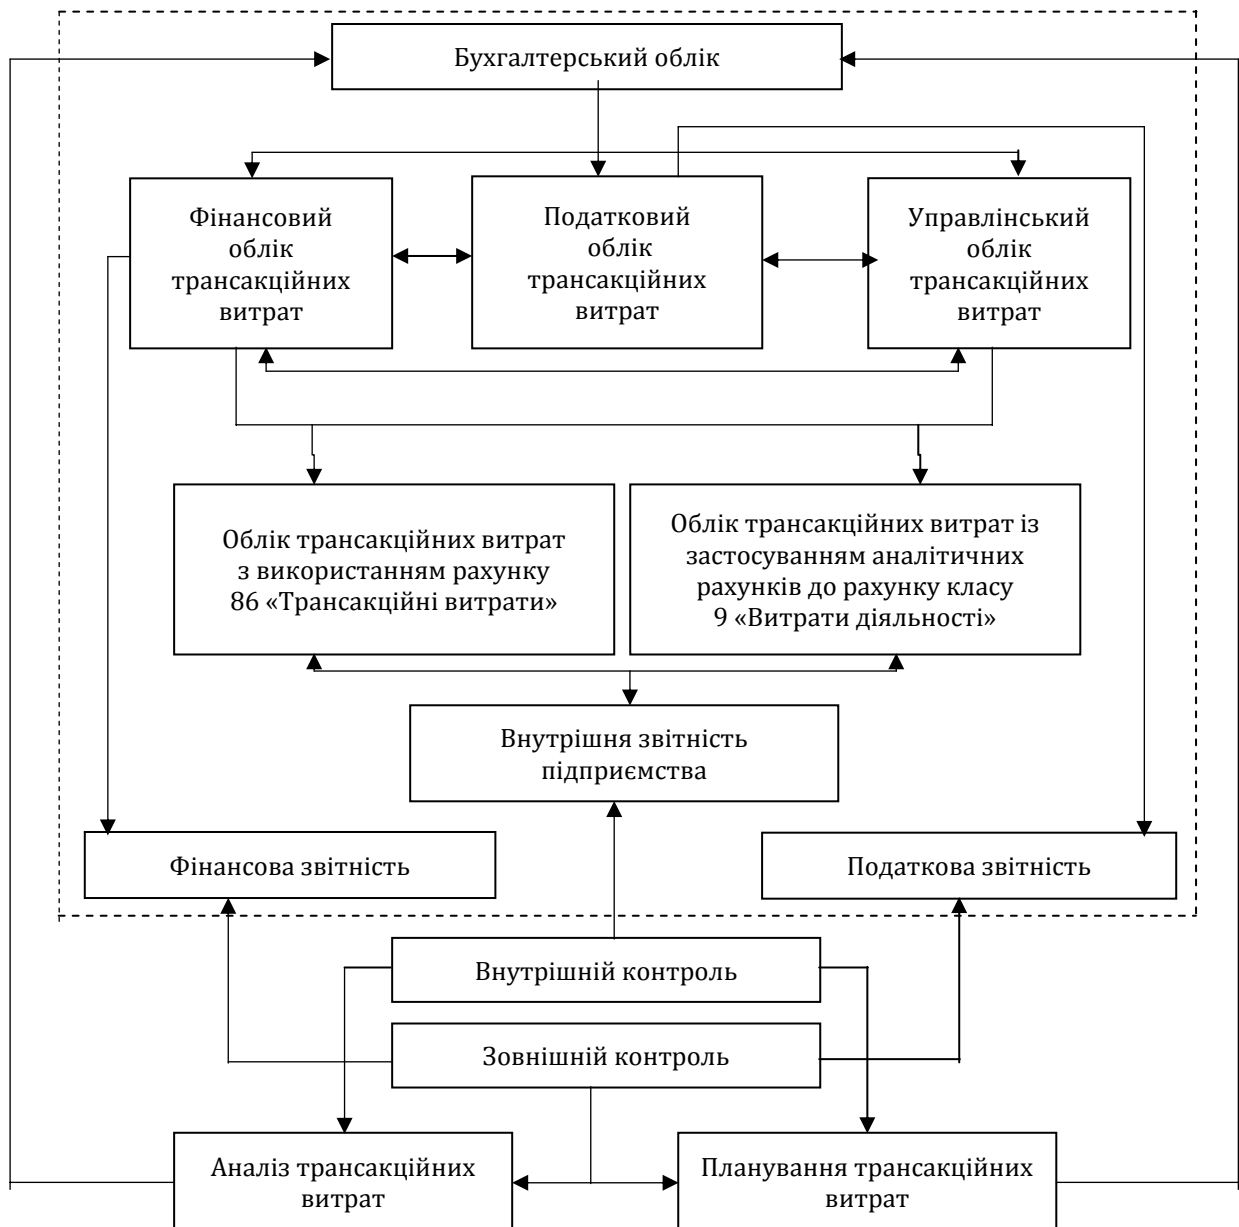 Бухгалтерський облік
Фінансовий
облік
трансакційних
витрат
Податковий
облік
трансакційних
витрат
Управлінський
облік
трансакційних
витрат
Облік трансакційних витрат
з використанням рахунку
86 «Трансакційні витрати»
Облік трансакційних витрат із
застосуванням аналітичних
рахунків до рахунку класу
9 «Витрати діяльності»
Внутрішня звітність
підприємства
Фінансова звітність
Податкова звітність
Внутрішній контроль
Зовнішній контроль
Аналіз трансакційних
витрат
Планування трансакційних
витрат